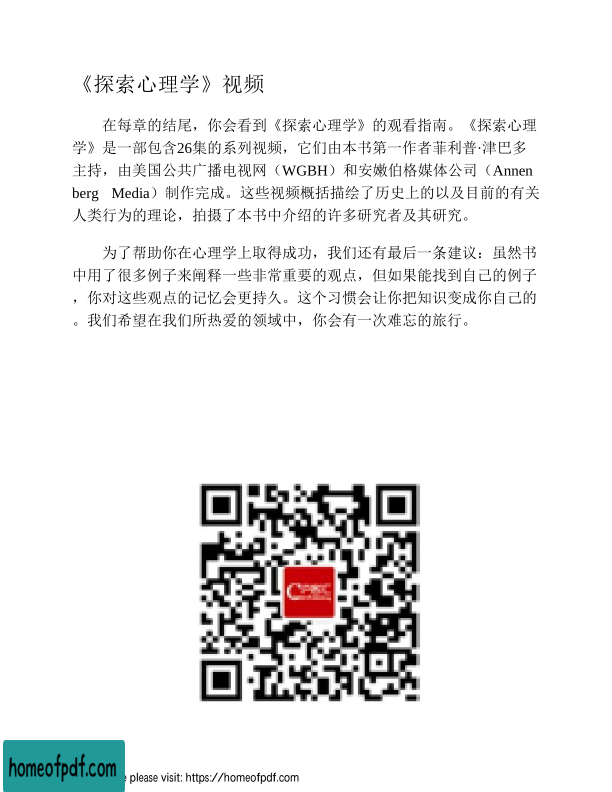 《探索心理学》视频
在每章的结尾，你会看到《探索心理学》的观看指南。《探索心理
学》是一部包含26集的系列视频，它们由本书第一作者菲利普·津巴多
主持，由美国公共广播电视网（WGBH）和安嫩伯格媒体公司（Annen
berg Media）制作完成。这些视频概括描绘了历史上的以及目前的有关
人类行为的理论，拍摄了本书中介绍的许多研究者及其研究。
为了帮助你在心理学上取得成功，我们还有最后一条建议：虽然书
中用了很多例子来阐释一些非常重要的观点，但如果能找到自己的例子
，你对这些观点的记忆会更持久。这个习惯会让你把知识变成你自己的
。我们希望在我们所热爱的领域中，你会有一次难忘的旅行。
homeofpdf.com
please visit: https://homeofpdf.com